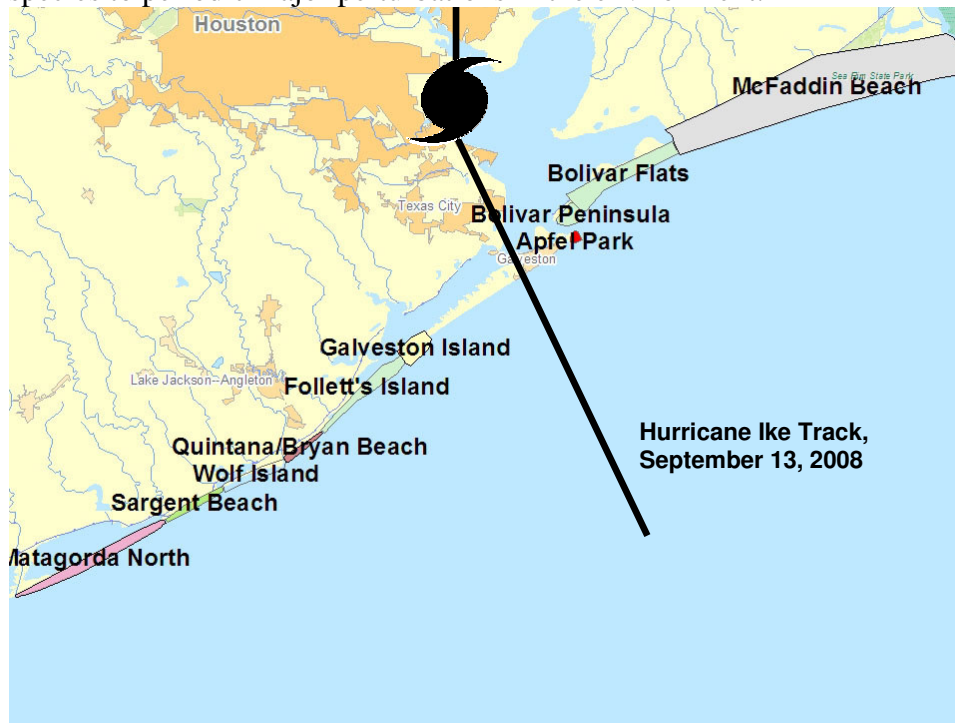 Houston
Sea Rim State Park
McFaddin Beach
Bolivar Flats
Texas City
Bolivar Peninsula
Apfel Park
Galveston
Galveston Island
Lake Jackson--Angleton
Follett's Island
Hurricane Ike Track,
September 13, 2008
Quintana/Bryan Beach
Wolf Island
Sargent Beach
Matagorda North